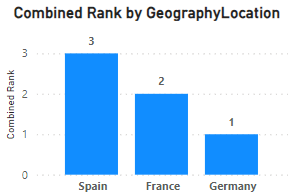 Combined Rank by GeographyLocation
Combined Rank
3
2
1
0
3
2
1
Spain France Germany